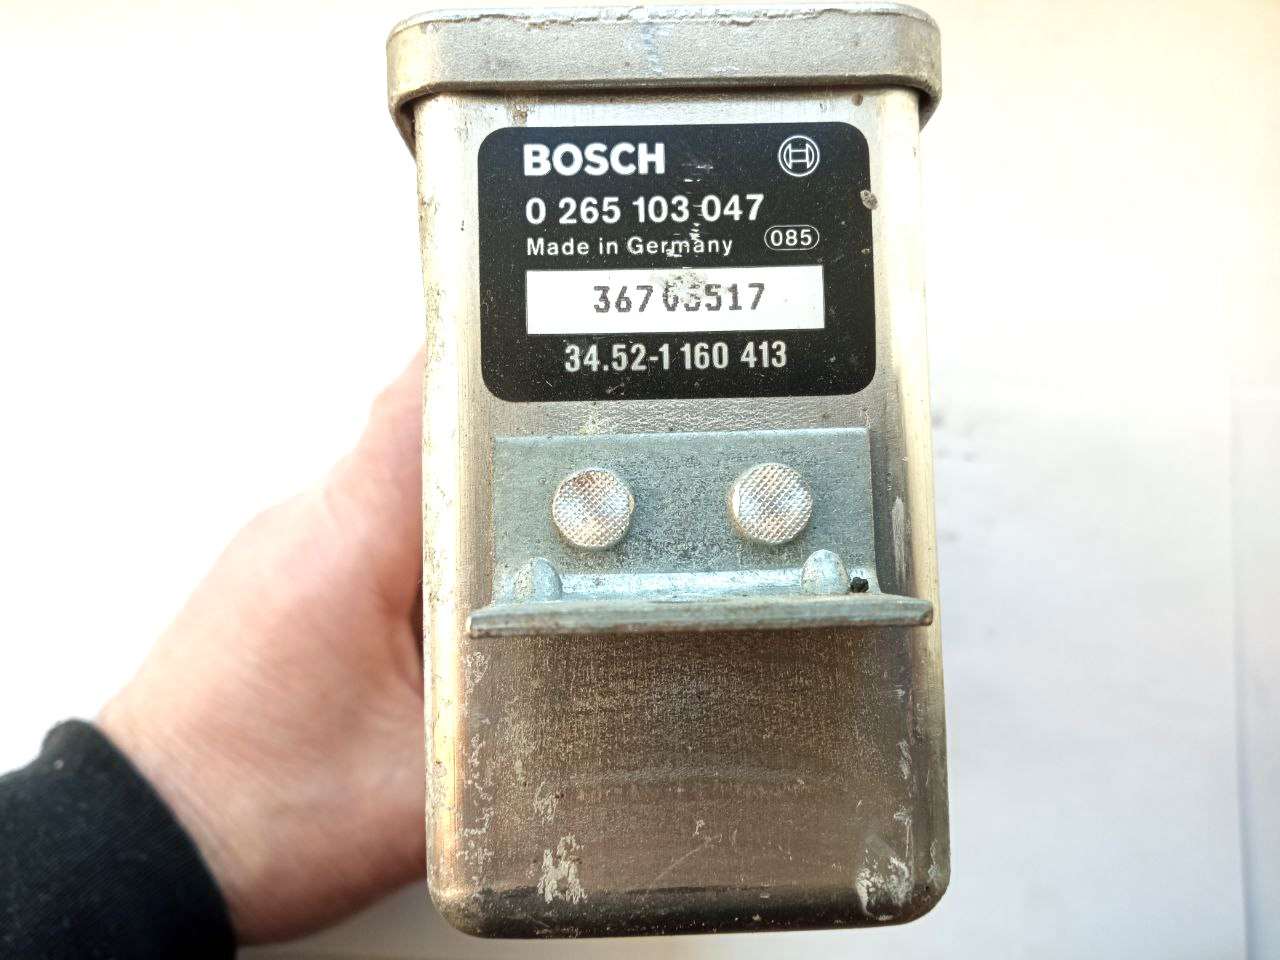 BOSCH
0 265 103 047
Made in Germany 085
34.52-1 160 413